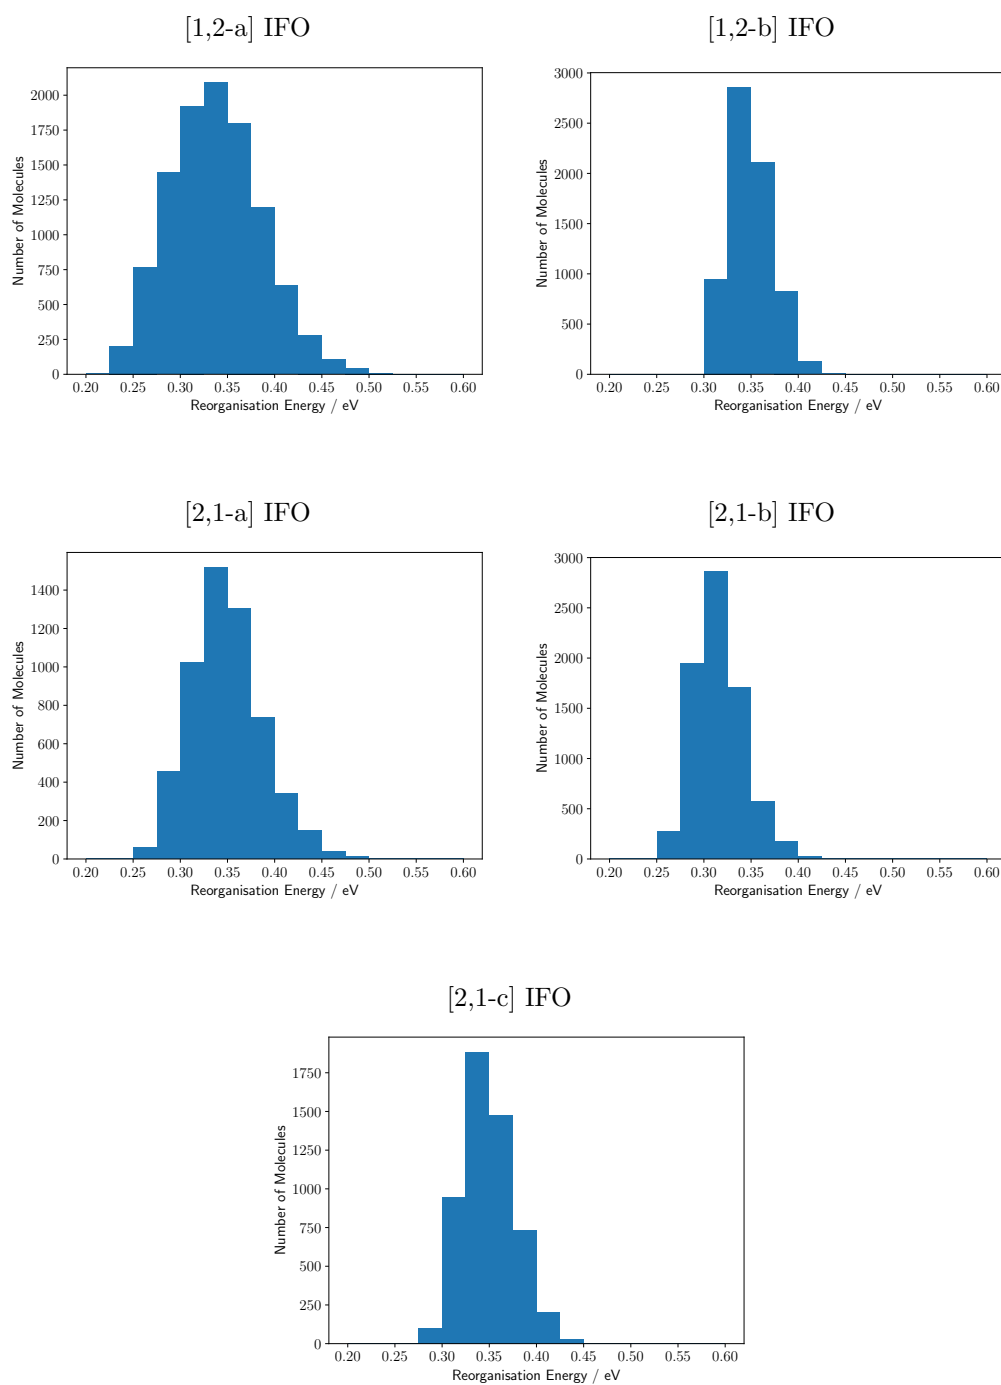 [1,2-a] IFO
[1,2-b] IFO
Number of Molecules
2000
1750
1500
1250
1000
750
500
250
0
0.20 0.25 0.30 0.35 0.40 0.45 0.50 0.55 0.60
Reorganisation Energy / eV
Number of Molecules
3000
2500
2000
1500
1000
500
0
0.20 0.25 0.30 0.35 0.40 0.45 0.50 0.55 0.60
Reorganisation Energy / eV
[2,1-a] IFO
[2,1-b] IFO
Number of Molecules
1400
1200
1000
800
600
400
200
0
0.20 0.25 0.30 0.35 0.40 0.45 0.50 0.55 0.60
Reorganisation Energy / eV
Number of Molecules
3000
2500
2000
1500
1000
500
0
0.20 0.25 0.30 0.35 0.40 0.45 0.50 0.55 0.60
Reorganisation Energy / eV
[2,1-c] IFO
Number of Molecules
1750
1500
1250
1000
750
500
250
0
0.20 0.25 0.30 0.35 0.40 0.45 0.50 0.55 0.60
Reorganisation Energy / eV